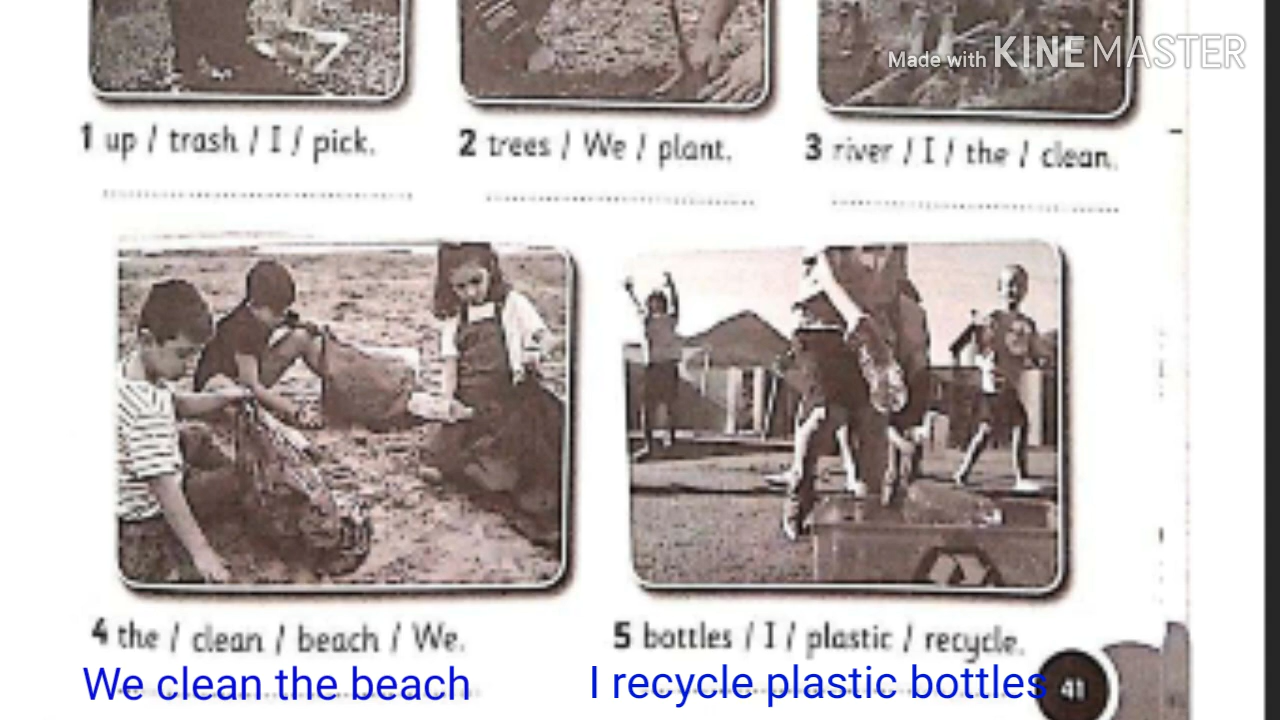 Made with KINEMASTER
1 up / trash / I / pick.
2 trees / We / plant.
3 river / I / the / clean.
4 the / clean / beach / We.
5 bottles / I / plastic / recycle.
We clean the beach
I recycle plastic bottles
41